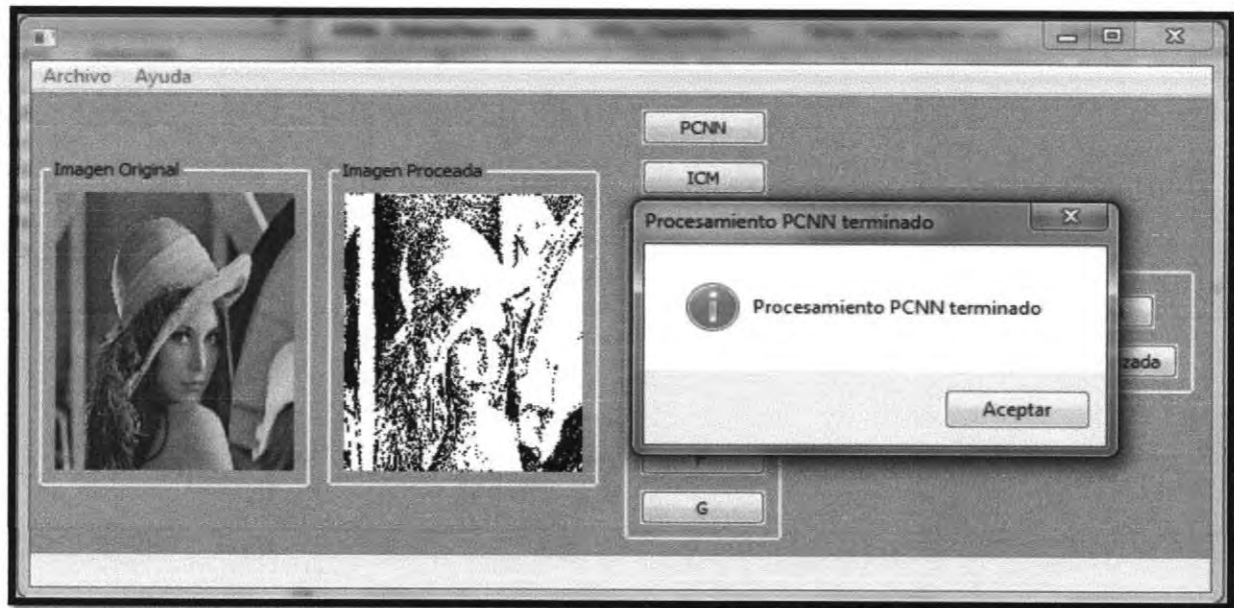 Archivo Ayuda
PCNN
Imagen Original
Imagen Proceada
ICM
Procesamiento PCNN terminado
Procesamiento PCNN terminado
zada
Aceptar
G